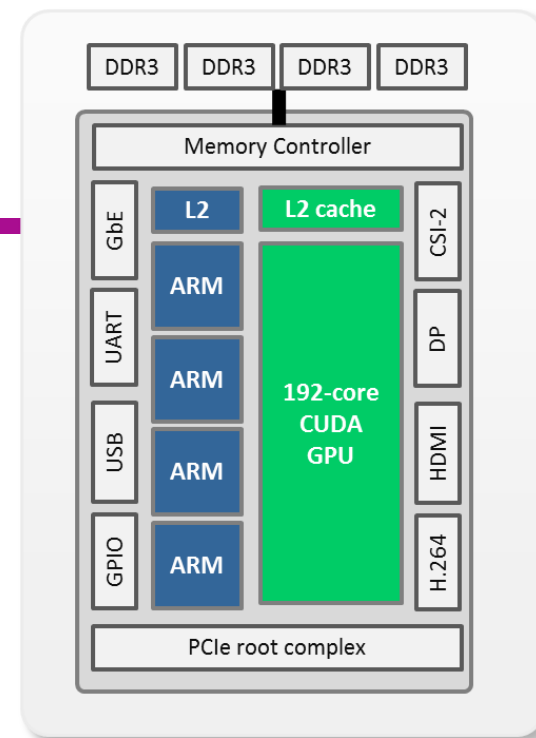 DDR3
DDR3
DDR3
DDR3
Memory Controller
GbE
L2
L2 cache
CSI-2
ARM
UART
DP
ARM
192-core
CUDA
GPU
USB
ARM
HDMI
GPIO
ARM
H.264
PCIe root complex